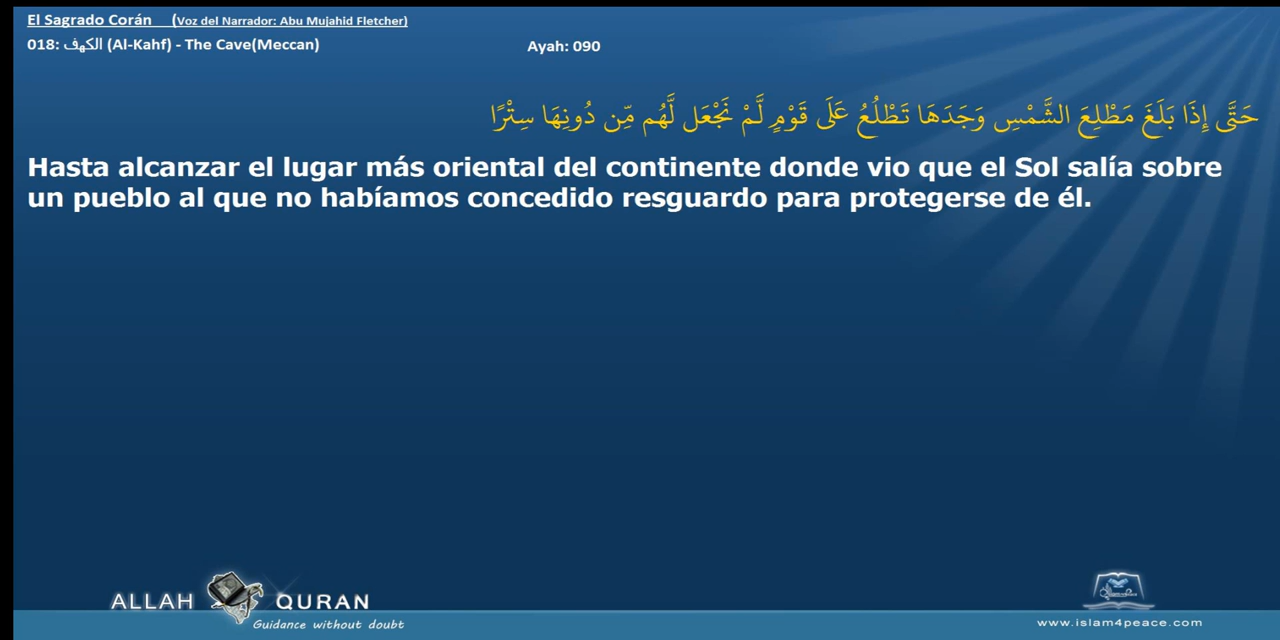 El Sagrado Corán (Voz del Narrador: Abu Mujahid Fletcher)
018: الكهف (Al-Kahf) - The Cave(Meccan)
Ayah: 090
حَتَّى إِذَا بَلَغَ مَطْلِعَ الشَّمْسِ وَجَدَهَا تَطْلُعُ عَلَى قَوْمٍ لَّمْ نَجْعَل لَّهُم مِّن دُونِهَا سِتْرًا
Hasta alcanzar el lugar más oriental del continente donde vio que el Sol salía sobre
un pueblo al que no habíamos concedido resguardo para protegerse de él.
ALLAH QURAN
Guidance without doubt
www.islam4peace.com